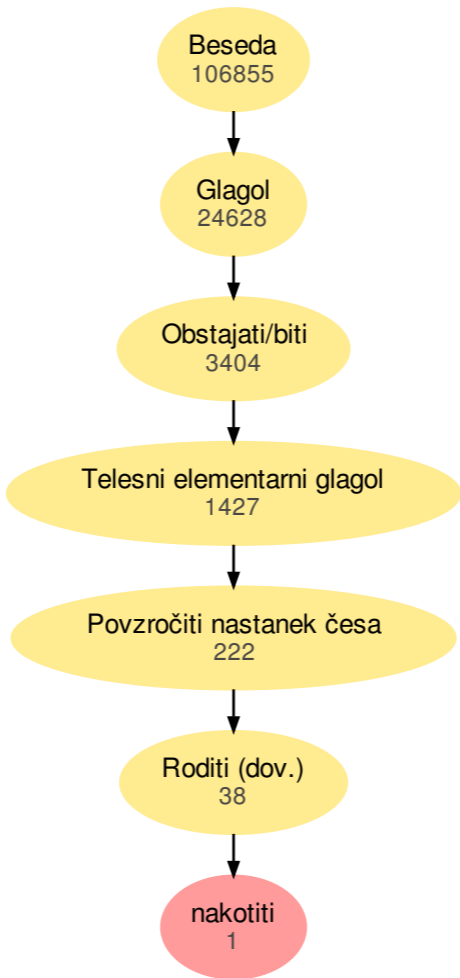 Beseda
106855
Glagol
24628
Obstajati/biti
3404
Telesni elementarni glagol
1427
Povzročiti nastanek česa
222
Roditi (dov.)
38
nakotiti
1